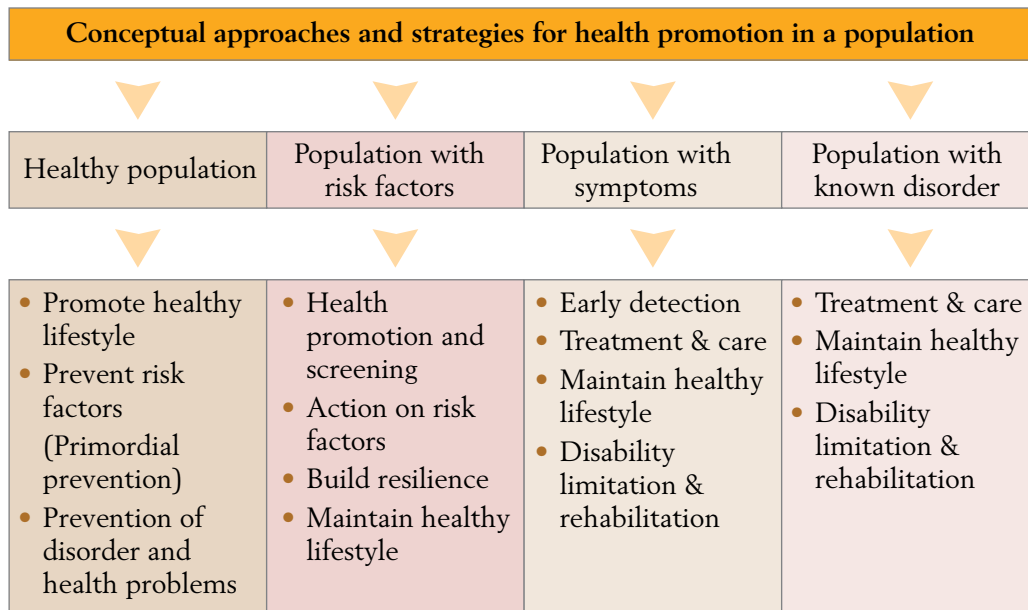 Conceptual approaches and strategies for health promotion in a population
Healthy population
Population with
risk factors
Population with
symptoms
Population with
known disorder
• Promote healthy
lifestyle
• Prevent risk
factors
(Primordial
prevention)
• Prevention of
disorder and
health problems
• Health
promotion and
screening
• Action on risk
factors
• Build resilience
• Maintain healthy
lifestyle
• Early detection
• Treatment & care
• Maintain healthy
lifestyle
• Disability
limitation &
rehabilitation
• Treatment & care
• Maintain healthy
lifestyle
• Disability
limitation &
rehabilitation